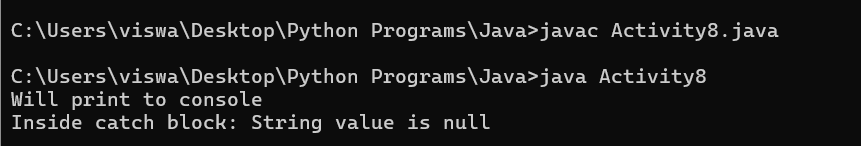 C:\Users\viswa\Desktop\Python Programs\Java>javac Activity8.java
C:\Users\viswa\Desktop\Python Programs\Java>java Activity8
Will print to console
Inside catch block: String value is null